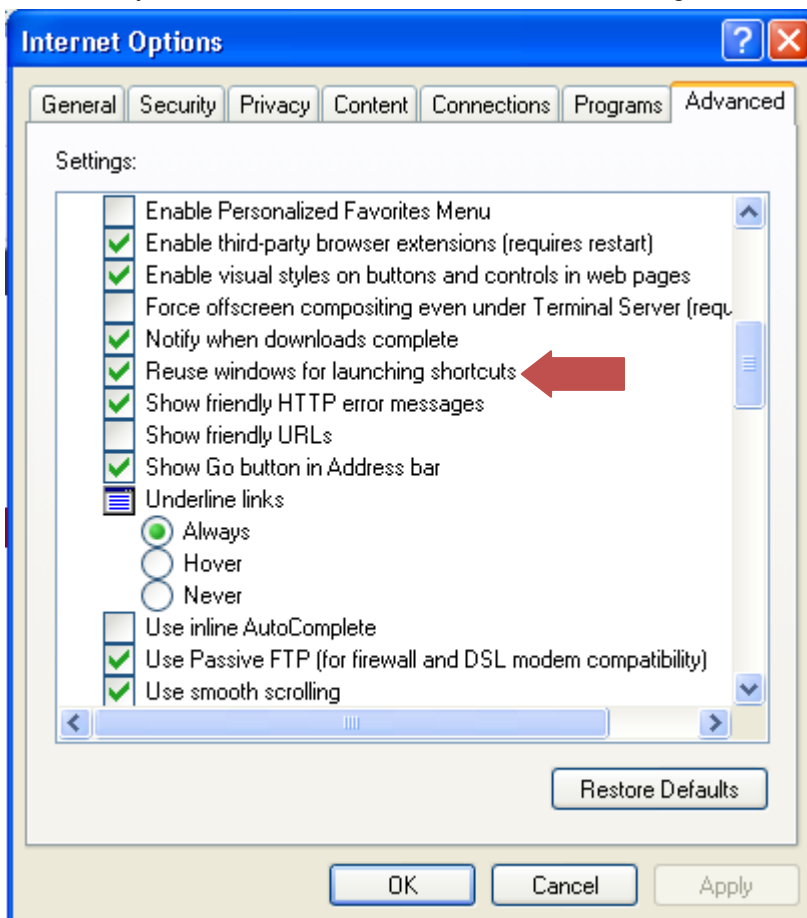 Internet Options
General Security Privacy Content Connections Programs Advanced
Settings:
Enable Personalized Favorites Menu
Enable third-party browser extensions (requires restart)
Enable visual styles on buttons and controls in web pages
Force offscreen compositing even under Terminal Server (requ
Notify when downloads complete
Reuse windows for launching shortcuts
Show friendly HTTP error messages
Show friendly URLs
Show Go button in Address bar
Underline links
Always
Hover
Never
Use inline AutoComplete
Use Passive FTP (for firewall and DSL modem compatibility)
Use smooth scrolling
Restore Defaults
OK Cancel Apply